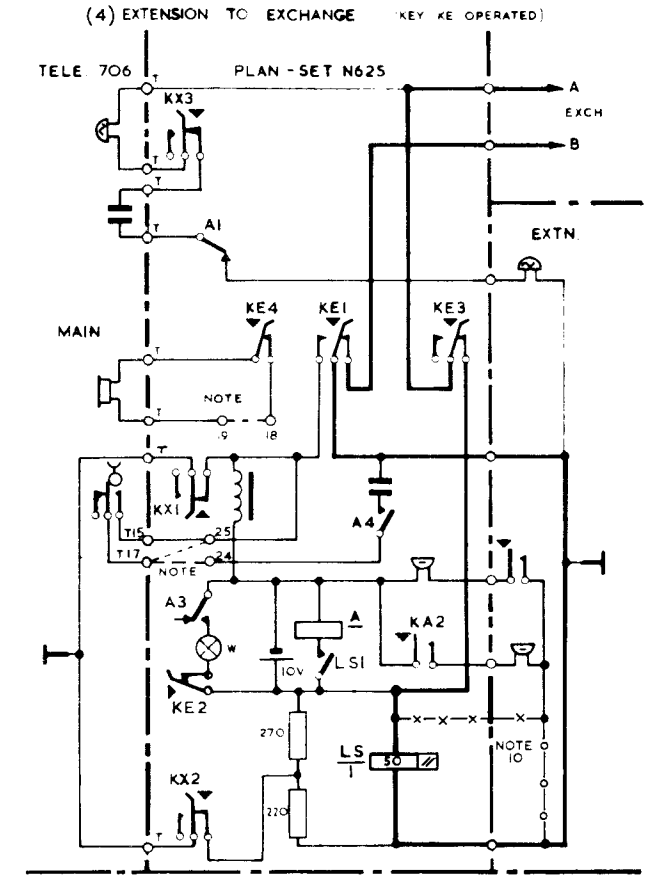 (4) EXTENSION TO EXCHANGE (KEY KE OPERATED)
TELE. 706 PLAN-SET N625
T
A
KX3
EXCH
B
T
T
T
A1
EXTN.
KE4 KE1 KE3
MAIN
T
NOTE
T
19 18
T
KX1
A4
T15 25
T17 24
NOTE
A3
A
KA2
W
LS1
10V
KE2
270
NOTE
10
LS
1
50
KX2
220
T